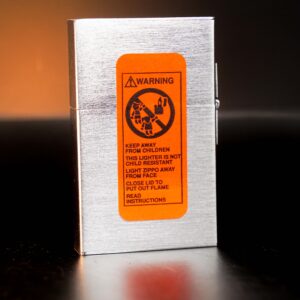 WARNING
KEEP AWAY
FROM CHILDREN
THIS LIGHTER IS NOT
CHILD RESISTANT
LIGHT ZIPPO AWAY
FROM FACE
CLOSE LID TO
PUT OUT FLAME
READ
INSTRUCTIONS